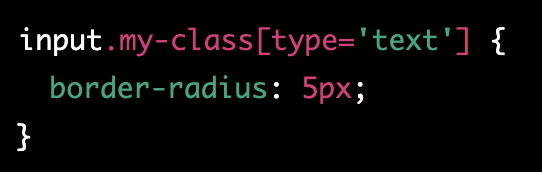 input.my-class[type='text'] {
  border-radius: 5px;
}